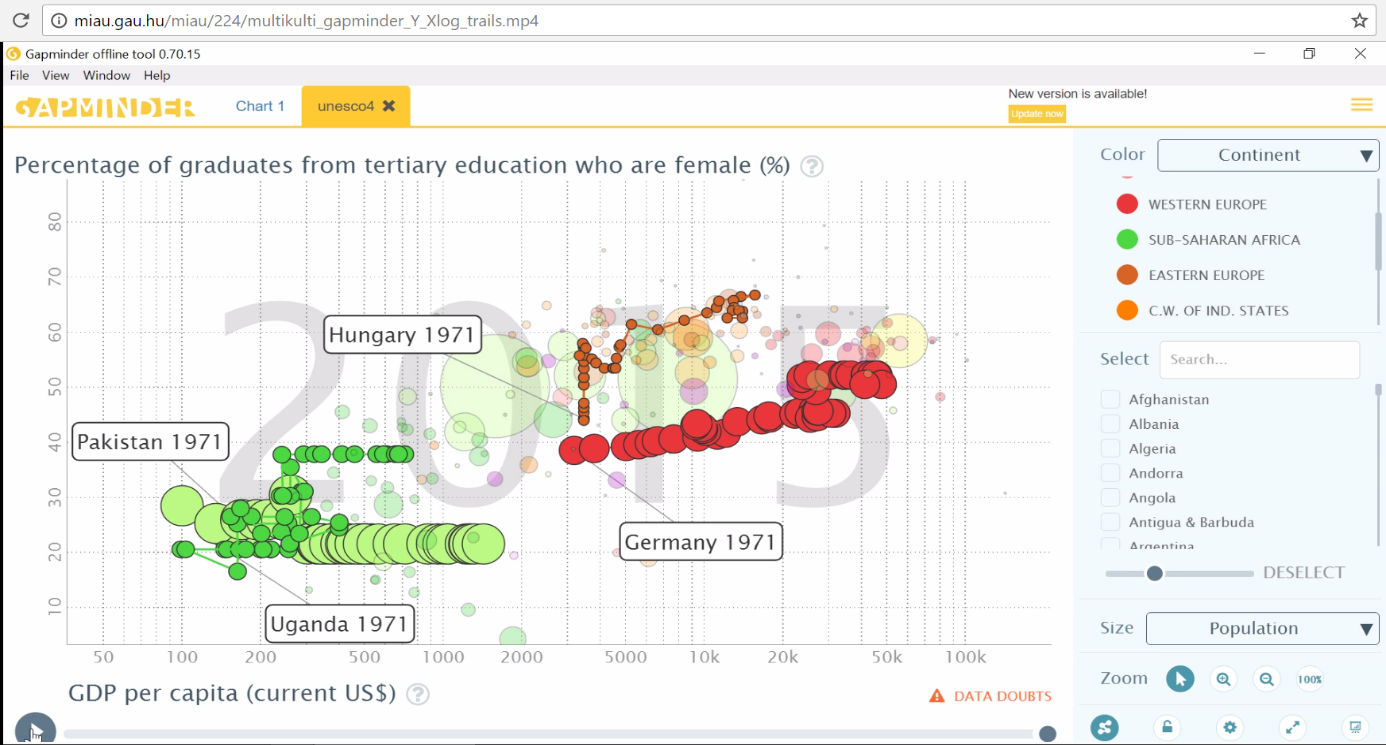 miau.gau.hu/miau/224/multikulti_gapminder_Y_Xlog_trails.mp4
Gapminder offline tool 0.70.15
File View Window Help
GAPMINDER
Chart 1
unesco4
New version is available!
Update now
Percentage of graduates from tertiary education who are female (%)
?
Color
Continent
WESTERN EUROPE
SUB-SAHARAN AFRICA
EASTERN EUROPE
C.W. OF IND. STATES
Select
Search...
Afghanistan
Albania
Algeria
Andorra
Angola
Antigua & Barbuda
Argentina
DESELECT
Size
Population
Zoom
100%
2015
80
70
60
50
40
30
20
10
Hungary 1971
Pakistan 1971
Germany 1971
Uganda 1971
50 100 200 500 1000 2000 5000 10k 20k 50k 100k
GDP per capita (current US$)
?
DATA DOUBTS